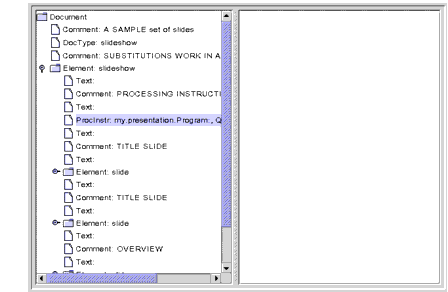 Document
Comment: A SAMPLE set of slides
DocType: slideshow
Comment: SUBSTITUTIONS WORK IN A
Element: slideshow
Text:
Comment: PROCESSING INSTRUCTI
Text:
ProcInstr: my.presentation.Program:, Q
Text:
Comment: TITLE SLIDE
Text:
Element: slide
Text:
Comment: TITLE SLIDE
Text:
Element: slide
Text:
Comment: OVERVIEW
Text: